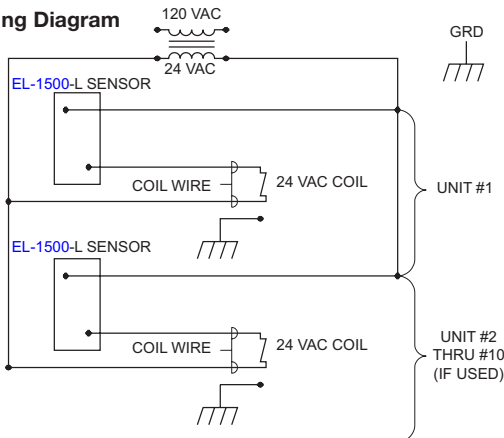 ng Diagram
120 VAC
24 VAC
GRD
EL-1500-L SENSOR
COIL WIRE
24 VAC COIL
UNIT #1
EL-1500-L SENSOR
COIL WIRE
24 VAC COIL
UNIT #2
THRU #10
(IF USED)